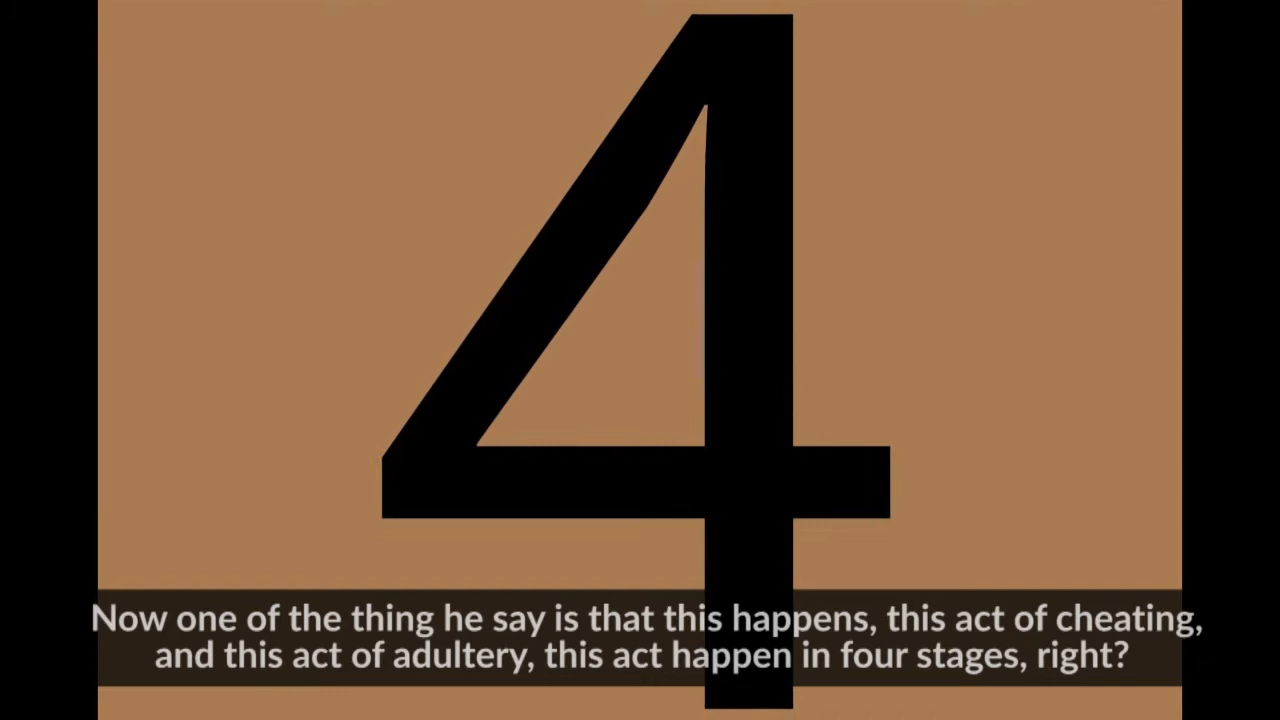 4
Now one of the thing he say is that this happens, this act of cheating,
and this act of adultery, this act happen in four stages, right?